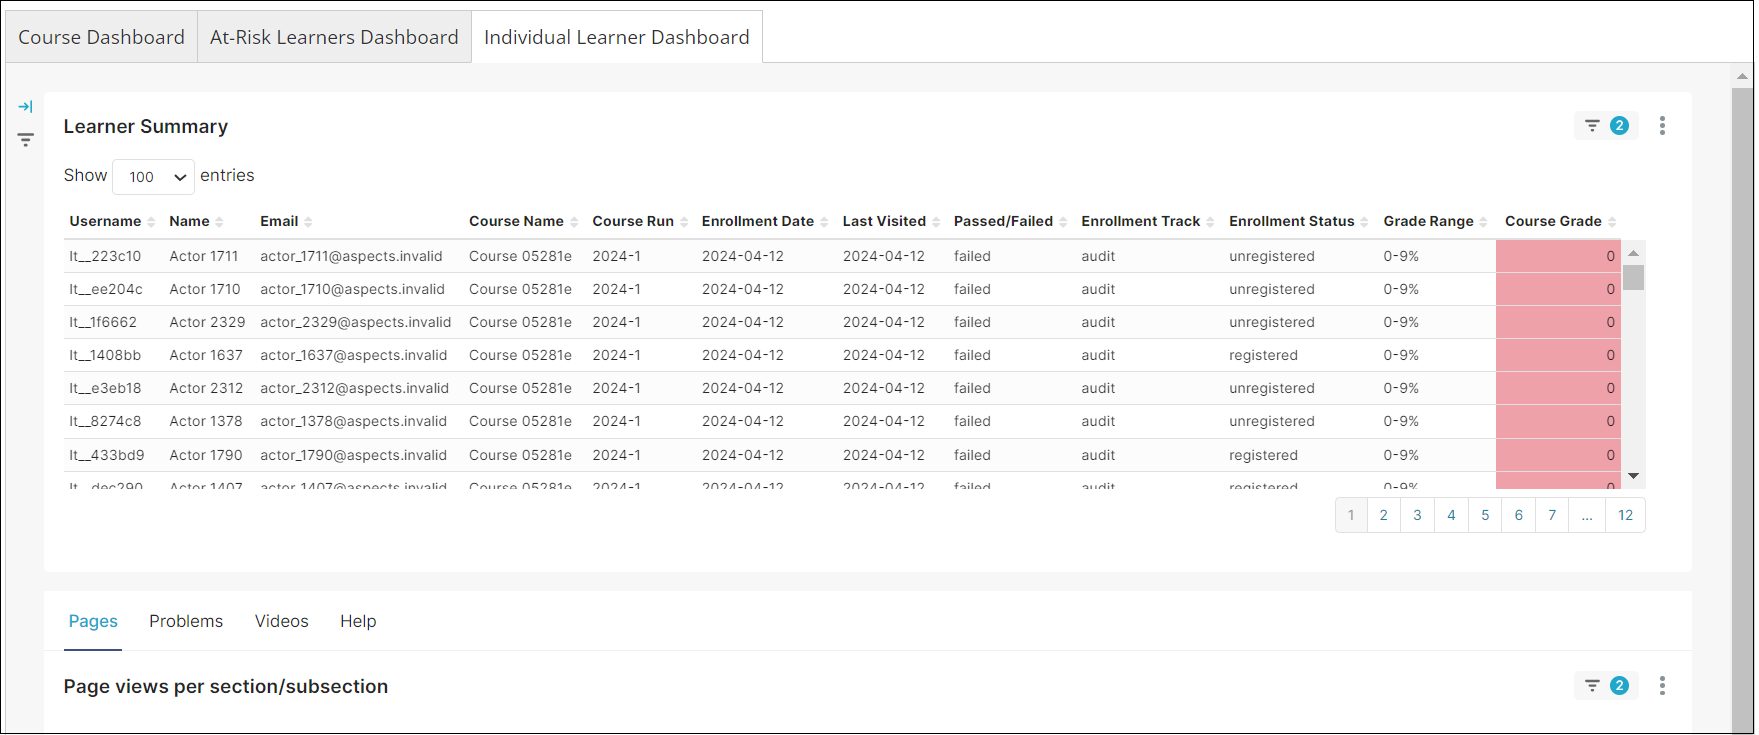 Course Dashboard At-Risk Learners Dashboard Individual Learner Dashboard
Learner Summary 2
Show 100 entries
Username Name Email Course Name Course Run Enrollment Date Last Visited Passed/Failed Enrollment Track Enrollment Status Grade Range Course Grade
lt__223c10 Actor 1711 actor_1711@aspects.invalid Course 05281e 2024-1 2024-04-12 2024-04-12 failed audit unregistered 0-9% 0
lt__ee204c Actor 1710 actor_1710@aspects.invalid Course 05281e 2024-1 2024-04-12 2024-04-12 failed audit unregistered 0-9% 0
lt__1f6662 Actor 2329 actor_2329@aspects.invalid Course 05281e 2024-1 2024-04-12 2024-04-12 failed audit unregistered 0-9% 0
lt__1408bb Actor 1637 actor_1637@aspects.invalid Course 05281e 2024-1 2024-04-12 2024-04-12 failed audit registered 0-9% 0
lt__e3eb18 Actor 2312 actor_2312@aspects.invalid Course 05281e 2024-1 2024-04-12 2024-04-12 failed audit unregistered 0-9% 0
lt__8274c8 Actor 1378 actor_1378@aspects.invalid Course 05281e 2024-1 2024-04-12 2024-04-12 failed audit unregistered 0-9% 0
lt__433bd9 Actor 1790 actor_1790@aspects.invalid Course 05281e 2024-1 2024-04-12 2024-04-12 failed audit registered 0-9% 0
lt__dec290 Actor 1407 actor_1407@aspects.invalid Course 05281e 2024-1 2024-04-12 2024-04-12 failed audit registered 0-9% 0
1 2 3 4 5 6 7 ... 12
Pages Problems Videos Help
Page views per section/subsection 2